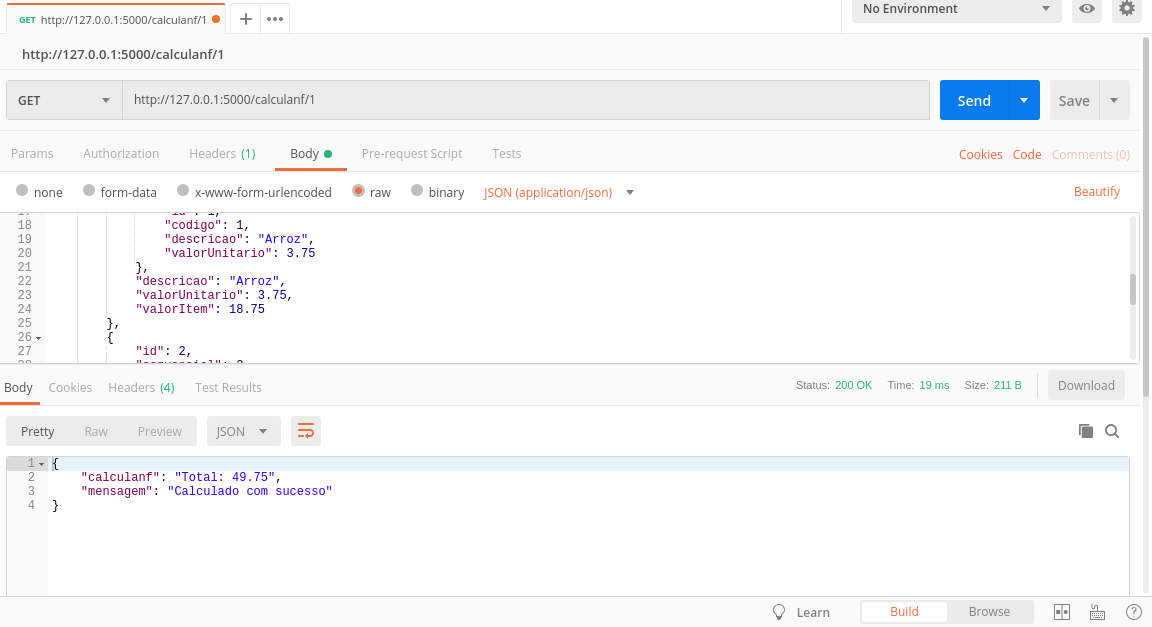 GET http://127.0.0.1:5000/calculanf/1
No Environment
http://127.0.0.1:5000/calculanf/1
GET http://127.0.0.1:5000/calculanf/1 Send Save
Params Authorization Headers (1) Body Pre-request Script Tests Cookies Code Comments (0)
none form-data x-www-form-urlencoded raw binary JSON (application/json) Beautify
17 "id": 1,
18 "codigo": 1,
19 "descricao": "Arroz",
20 "valorUnitario": 3.75
21 },
22 "descricao": "Arroz",
23 "valorUnitario": 3.75,
24 "valorItem": 18.75
25 },
26 {
27 "id": 2,
28 "sequencial": 2,
Body Cookies Headers (4) Test Results Status: 200 OK Time: 19 ms Size: 211 B Download
Pretty Raw Preview JSON
1 {
2 "calculanf": "Total: 49.75",
3 "mensagem": "Calculado com sucesso"
4 }
Learn Build Browse